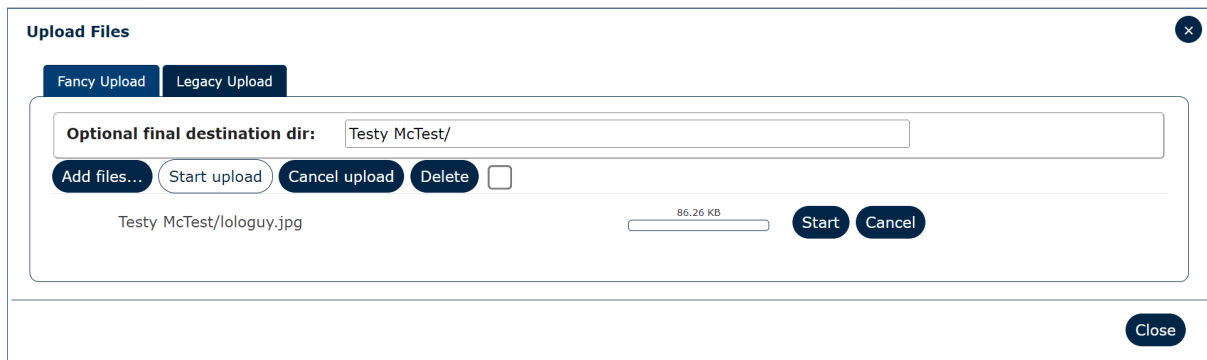 Upload Files
Fancy Upload Legacy Upload
Optional final destination dir: Testy McTest/
Add files... Start upload Cancel upload Delete
Testy McTest/lologuy.jpg 86.26 KB Start Cancel
Close